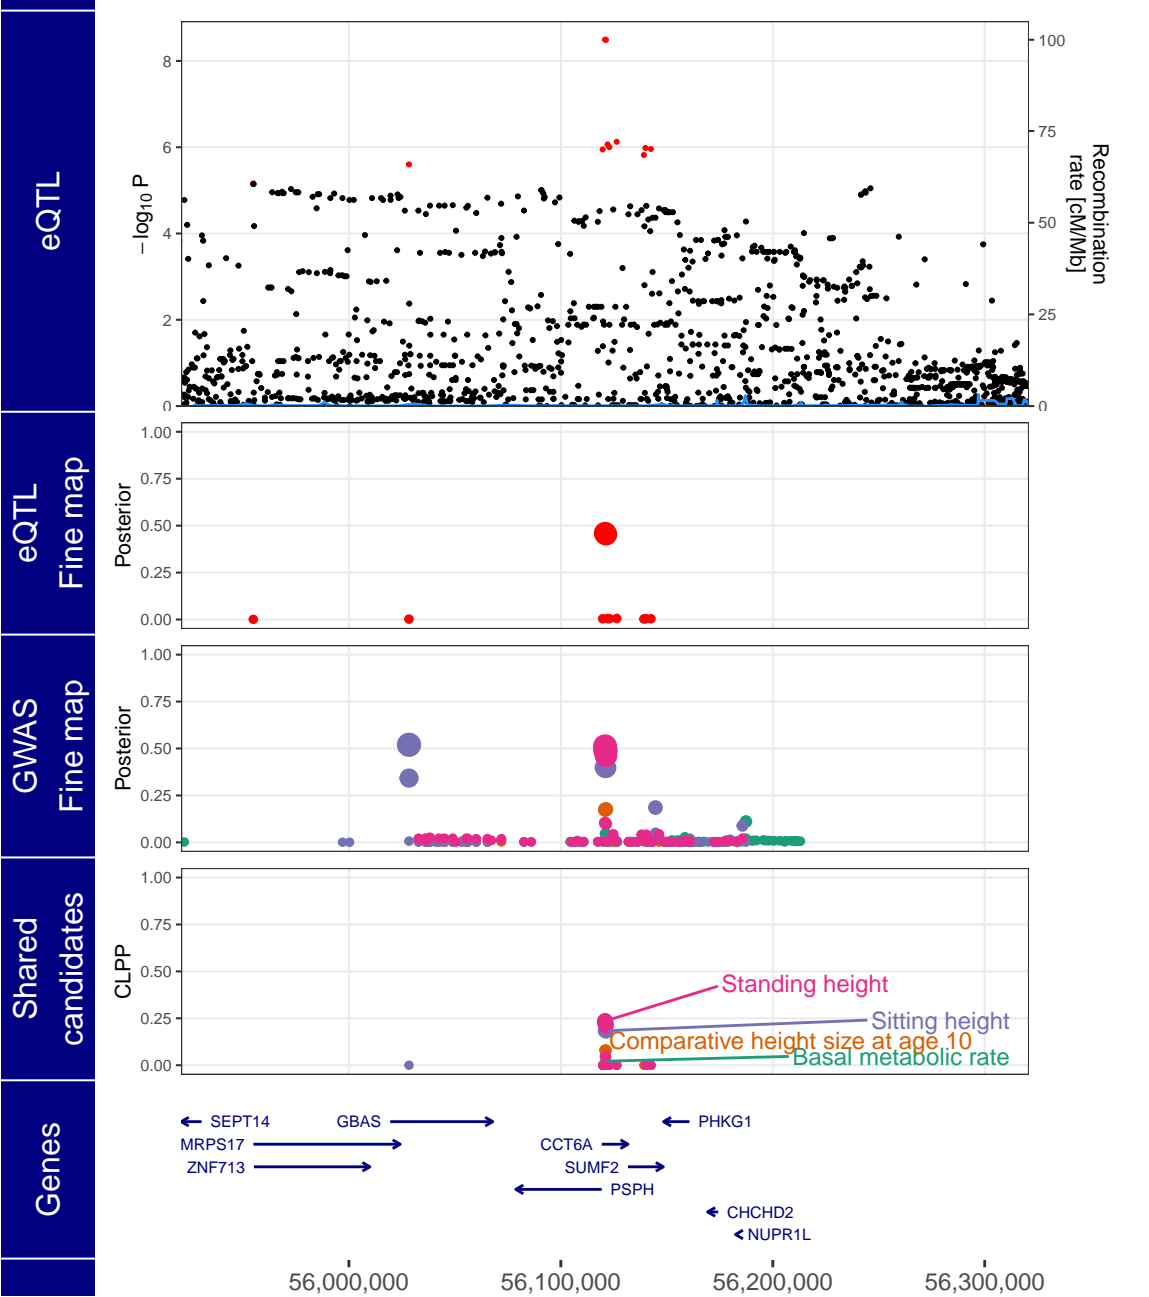 eQTL
−log10 P
8
6
4
2
0
100
75
50
25
0
Recombination
rate [cM/Mb]
eQTL
Fine map
Posterior
1.00
0.75
0.50
0.25
0.00
GWAS
Fine map
Posterior
1.00
0.75
0.50
0.25
0.00
Shared
candidates
CLPP
1.00
0.75
0.50
0.25
0.00
Standing height
Sitting height
Comparative height size at age 10
Basal metabolic rate
Genes
SEPT14
GBAS
PHKG1
MRPS17
CCT6A
ZNF713
SUMF2
PSPH
CHCHD2
NUPR1L
56,000,000
56,100,000
56,200,000
56,300,000